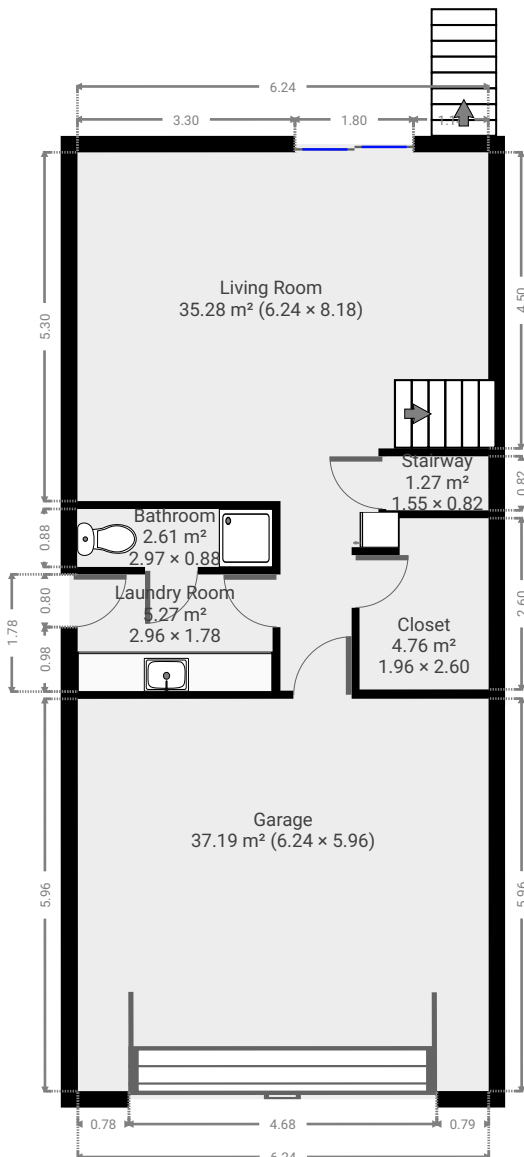 6.24
3.30
1.80
5.30
4.50
Living Room
35.28 m² (6.24 × 8.18)
Stairway
1.27 m²
1.55 × 0.82
0.82
Bathroom
2.61 m²
2.97 × 0.88
0.88
Laundry Room
5.27 m²
2.96 × 1.78
0.80
1.78
0.98
2.60
Closet
4.76 m²
1.96 × 2.60
Garage
37.19 m² (6.24 × 5.96)
5.96
5.96
0.78
4.68
0.79
6.24